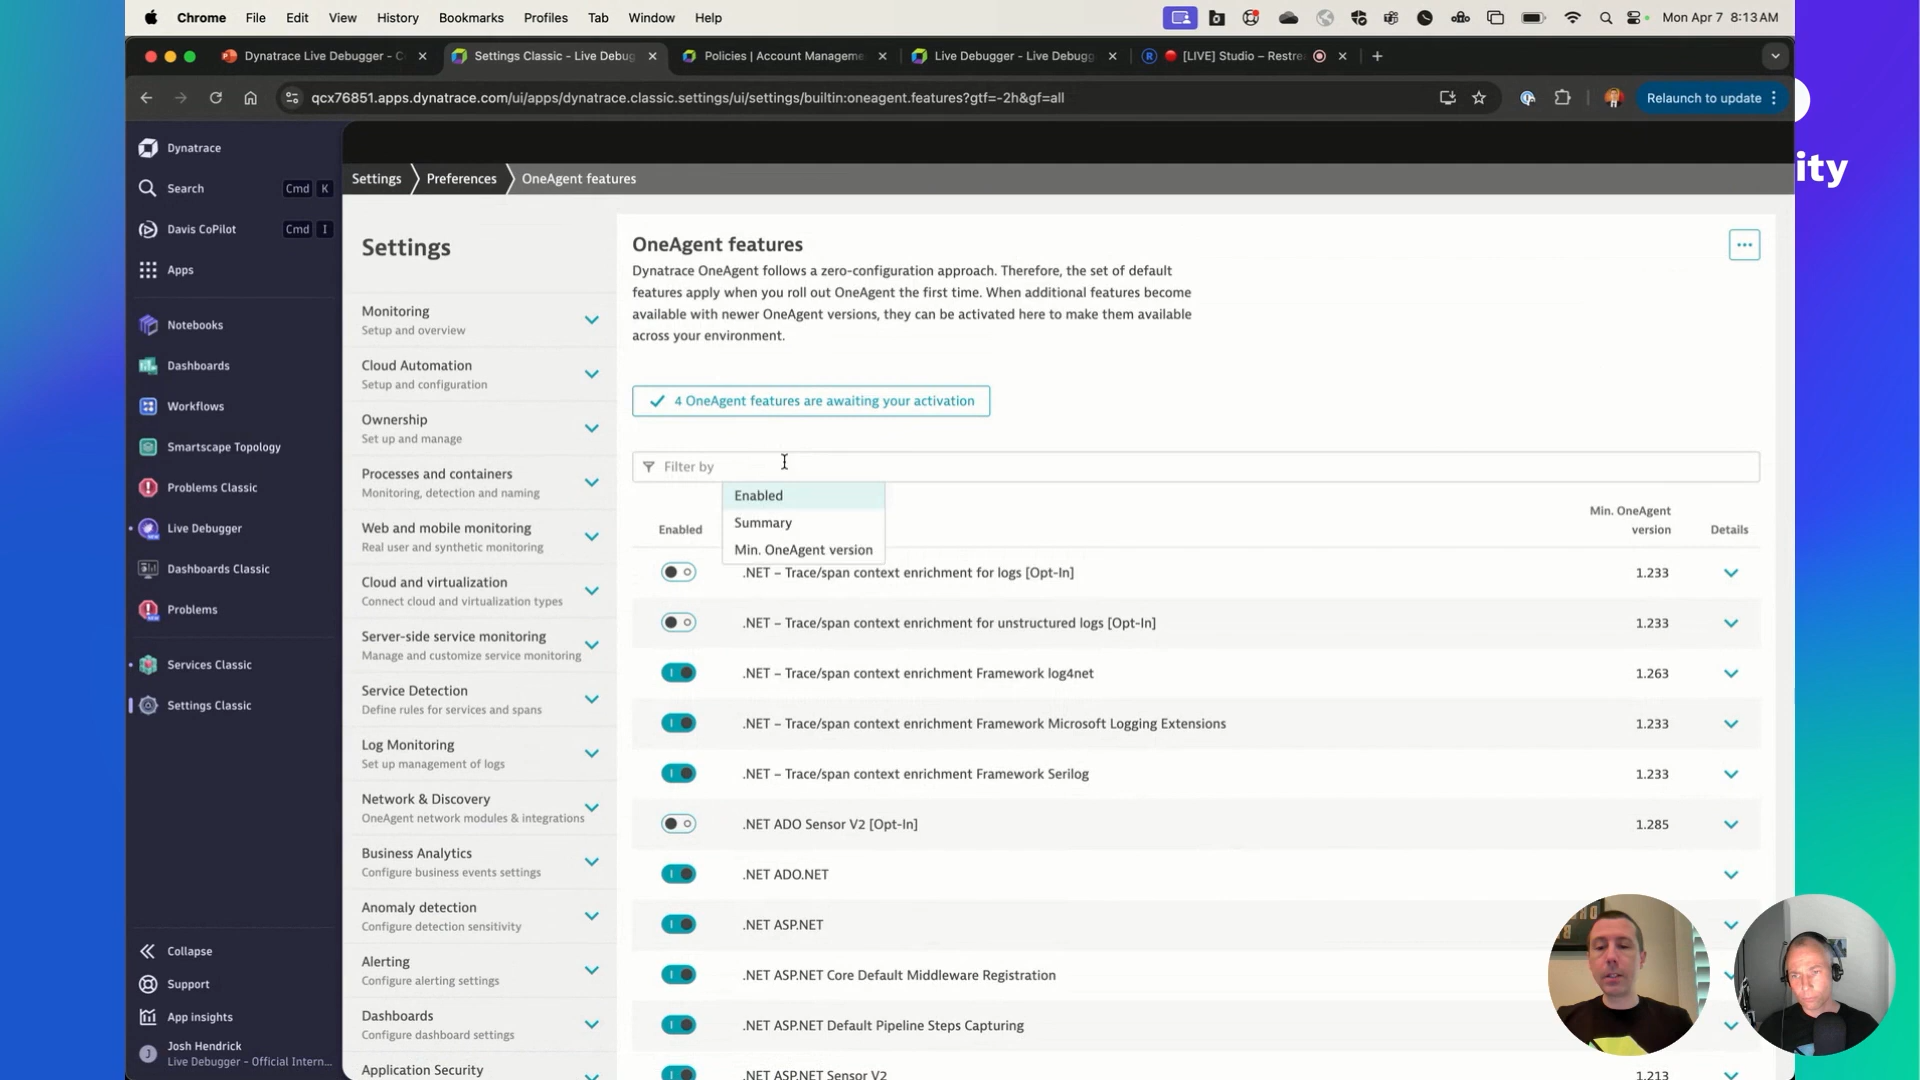 Chrome File Edit View History Bookmarks Profiles Tab Window Help
Mon Apr 7 8:13 AM
Dynatrace Live Debugger - C
Settings Classic - Live Debug
Policies | Account Manageme
Live Debugger - Live Debugg
[LIVE] Studio – Restre
qcx76851.apps.dynatrace.com/ui/apps/dynatrace.classic.settings/ui/settings/builtin:oneagent.features?gtf=-2h&gf=all
Relaunch to update
ity
Dynatrace
Search Cmd K
Davis CoPilot Cmd I
Apps
Notebooks
Dashboards
Workflows
Smartscape Topology
Problems Classic
Live Debugger
Dashboards Classic
Problems
Services Classic
Settings Classic
Collapse
Support
App insights
J
Josh Hendrick
Live Debugger - Official Intern...
Settings Preferences OneAgent features
Settings
Monitoring
Setup and overview
Cloud Automation
Setup and configuration
Ownership
Set up and manage
Processes and containers
Monitoring, detection and naming
Web and mobile monitoring
Real user and synthetic monitoring
Cloud and virtualization
Connect cloud and virtualization types
Server-side service monitoring
Manage and customize service monitoring
Service Detection
Define rules for services and spans
Log Monitoring
Set up management of logs
Network & Discovery
OneAgent network modules & integrations
Business Analytics
Configure business events settings
Anomaly detection
Configure detection sensitivity
Alerting
Configure alerting settings
Dashboards
Configure dashboard settings
Application Security
OneAgent features
Dynatrace OneAgent follows a zero-configuration approach. Therefore, the set of default
features apply when you roll out OneAgent the first time. When additional features become
available with newer OneAgent versions, they can be activated here to make them available
across your environment.
4 OneAgent features are awaiting your activation
Filter by
Enabled
Summary
Min. OneAgent version
Enabled
Min. OneAgent
version
Details
.NET – Trace/span context enrichment for logs [Opt-In] 1.233
.NET – Trace/span context enrichment for unstructured logs [Opt-In] 1.233
.NET – Trace/span context enrichment Framework log4net 1.263
.NET – Trace/span context enrichment Framework Microsoft Logging Extensions 1.233
.NET – Trace/span context enrichment Framework Serilog 1.233
.NET ADO Sensor V2 [Opt-In] 1.285
.NET ADO.NET
.NET ASP.NET
.NET ASP.NET Core Default Middleware Registration
.NET ASP.NET Default Pipeline Steps Capturing
.NET ASP.NET Sensor V2 1.213